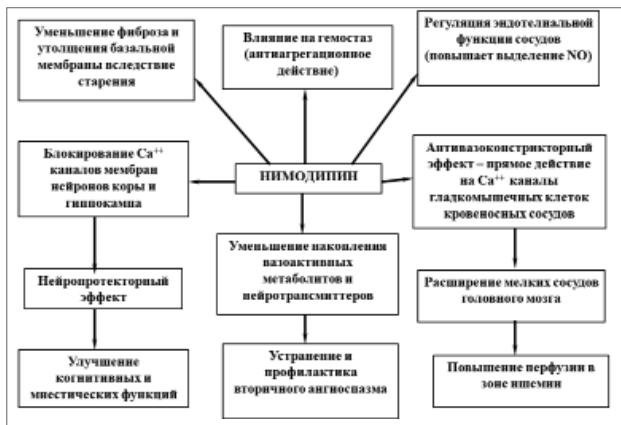 Уменьшение фиброза и
утолщения базальной
мембраны вследствие
старения
Влияние на гемостаз
(антиагрегационное
действие)
Регуляция эндотелиальной
функции сосудов
(повышает выделение NO)
Блокирование Ca⁺⁺
каналов мембран
нейронов коры и
гиппокампа
НИМОДИПИН
Антивазоконстрикторный
эффект – прямое действие
на Ca⁺⁺ каналы
гладкомышечных клеток
кровеносных сосудов
Уменьшение накопления
вазоактивных
метаболитов и
нейротрансмиттеров
Нейропротекторный
эффект
Расширение мелких сосудов
головного мозга
Улучшение
когнитивных и
мнестических функций
Устранение и
профилактика
вторичного ангиоспазма
Повышение перфузии в
зоне ишемии